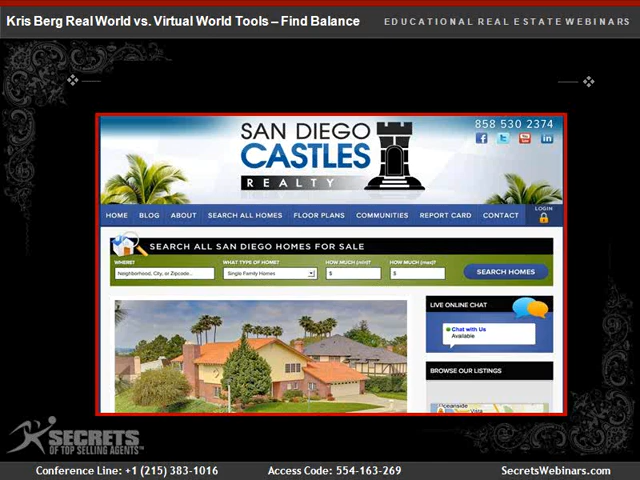 Kris Berg Real World vs. Virtual World Tools – Find Balance
EDUCATIONAL REAL ESTATE WEBINARS
858 530 2374
SAN DIEGO
CASTLES
REALTY
HOME BLOG ABOUT SEARCH ALL HOMES FLOOR PLANS COMMUNITIES REPORT CARD CONTACT LOGIN
SEARCH ALL SAN DIEGO HOMES FOR SALE
WHERE? WHAT TYPE OF HOME? HOW MUCH (min)? HOW MUCH (max)?
Neighborhood, City, or Zipcode... Single Family Homes $ $ SEARCH HOMES
LIVE ONLINE CHAT
Chat with Us
Available
BROWSE OUR LISTINGS
Oceanside
Vista
SECRETS
OF TOP SELLING AGENTS™
Conference Line: +1 (215) 383-1016 Access Code: 554-163-269 SecretsWebinars.com